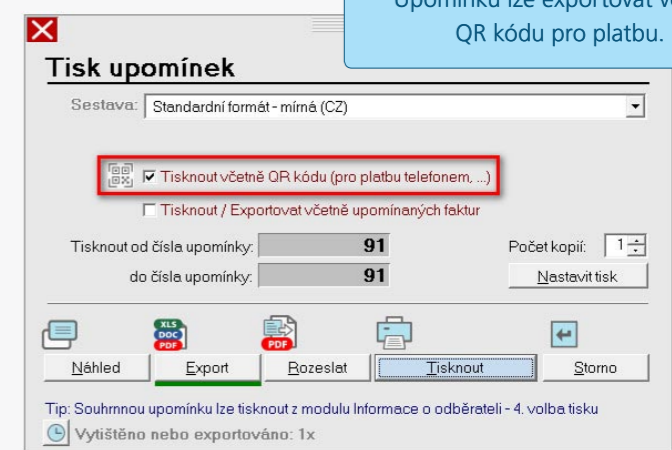 Upomínku lze exportovat
QR kódu pro platbu.
Tisk upomínek
Sestava: Standardní formát - mírná (CZ)
Tisknout včetně QR kódu (pro platbu telefonem, ...)
Tisknout / Exportovat včetně upomínaných faktur
Tisknout od čísla upomínky: 91 Počet kopií: 1
do čísla upomínky: 91 Nastavit tisk
XLS
DOC
PDF
PDF
Náhled Export Rozeslat Tisknout Storno
Tip: Souhrnnou upomínku lze tisknout z modulu Informace o odběrateli - 4. volba tisku
Vytištěno nebo exportováno: 1x